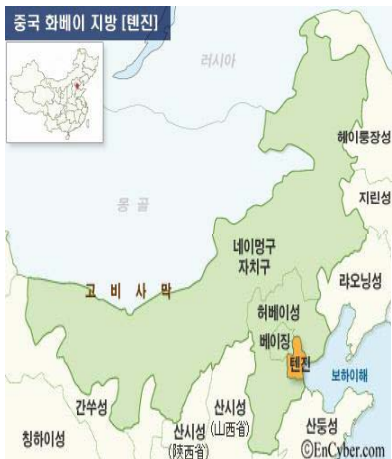 중국 화베이 지방 [톈진]
러시아
헤이룽장성
지린성
몽골
네이멍구
자치구
랴오닝성
고비사막
허베이성
베이징
톈진
보하이해
간쑤성
산시성
(山西省)
산둥성
칭하이성
산시성
(陝西省)
©EnCyber.com